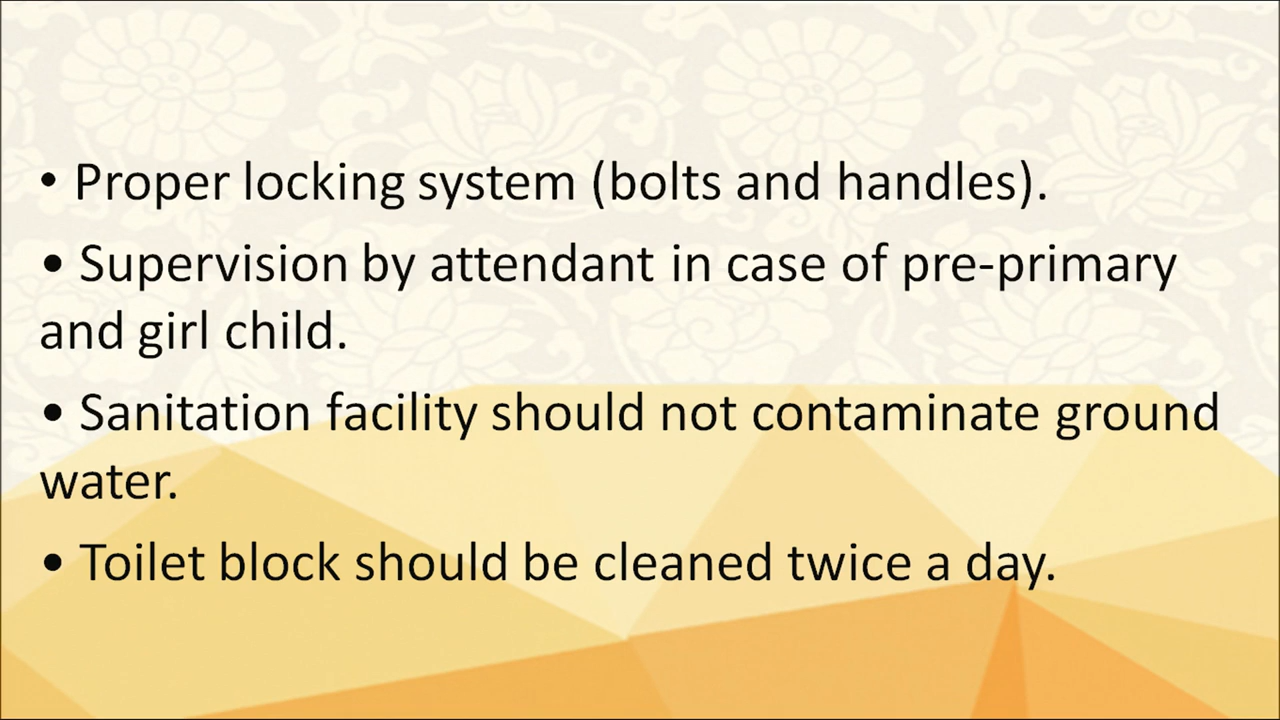 • Proper locking system (bolts and handles).
• Supervision by attendant in case of pre-primary
and girl child.
• Sanitation facility should not contaminate ground
water.
• Toilet block should be cleaned twice a day.